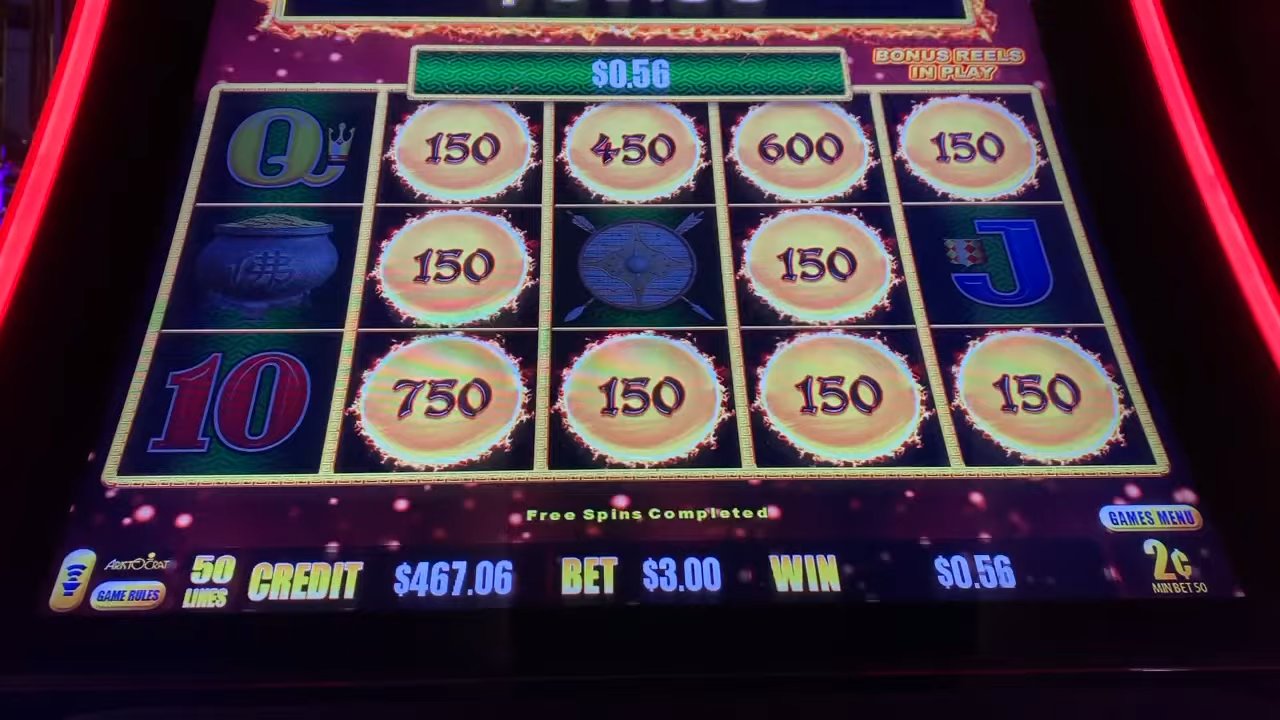 $0.56
BONUS REELS
IN PLAY
Q 150 450 600 150
佛
150 150 J
10 750 150 150 150
Free Spins Completed
GAMES MENU
ARISTOCRAT
GAME RULES
50
LINES
CREDIT $467.06 BET $3.00 WIN $0.56
2¢
MIN BET 50